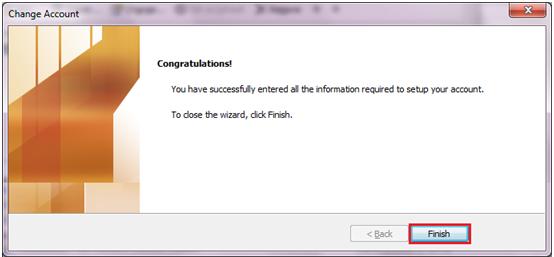 Change Account
Congratulations!
You have successfully entered all the information required to setup your account.
To close the wizard, click Finish.
< Back
Finish